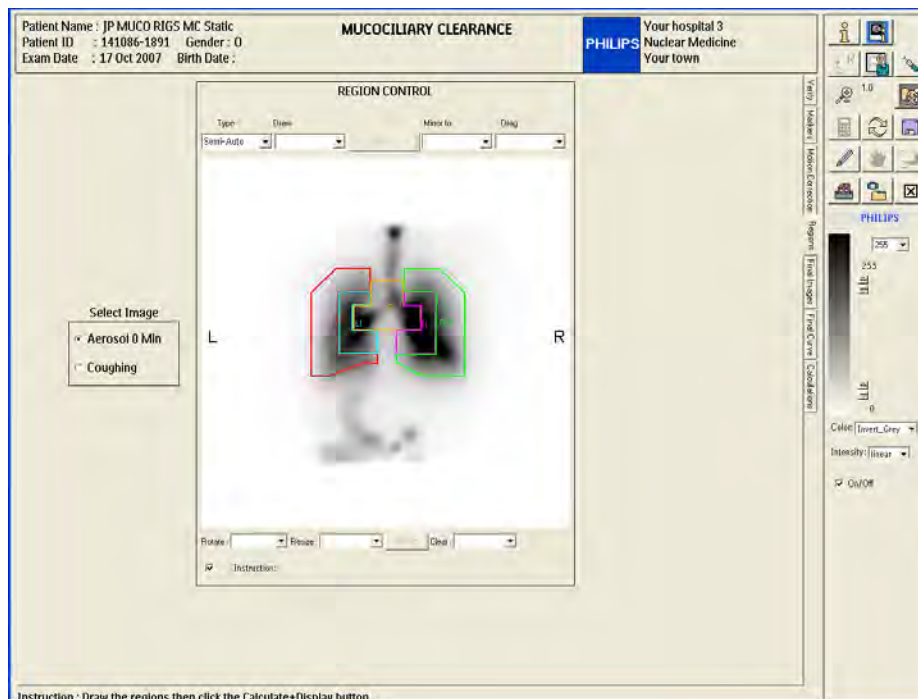 Patient Name : JP MUCO RIGS MC Static
Patient ID : 141086-1891 Gender : O
Exam Date : 17 Oct 2007 Birth Date :
MUCOCILIARY CLEARANCE
PHILIPS
Your hospital 3
Nuclear Medicine
Your town
REGION CONTROL
Type Draw Mirror to Drag
Semi-Auto
Select Image
Aerosol 0 Min
Coughing
L
R
Rotate : Resize : Clear :
Instruction:
Verify
Markers
Motion Correction
Regions
Final Images
Final Curve
Calculations
1.0
PHILIPS
255
255
0
Color: Invert_Grey
Intensity: linear
On/Off
Instruction : Draw the regions then click the Calculate+Display button